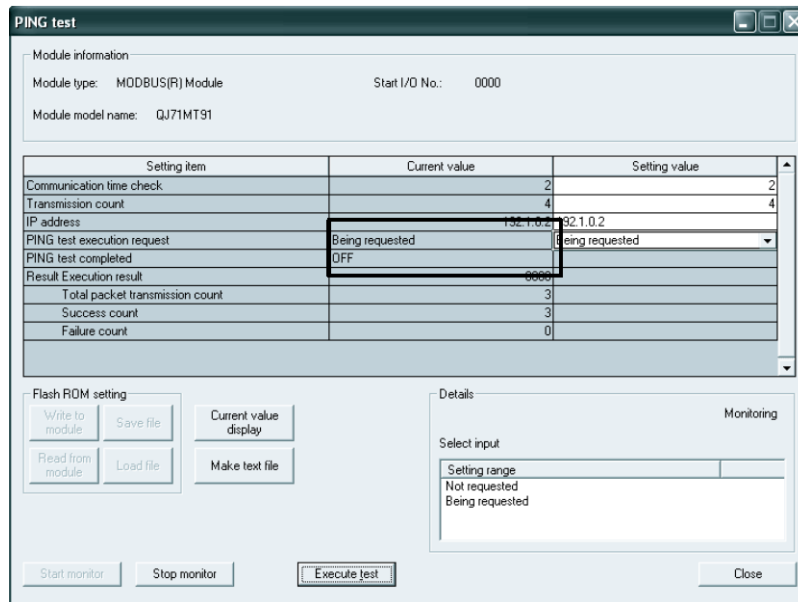 PING test
Module information
Module type: MODBUS(R) Module Start I/O No.: 0000
Module model name: QJ71MT91
Setting item Current value Setting value
Communication time check 2 2
Transmission count 4 4
IP address 192.1.0.2 192.1.0.2
PING test execution request Being requested Being requested
PING test completed OFF
Result Execution result 0000
Total packet transmission count 3
Success count 3
Failure count 0
Flash ROM setting
Write to module
Save file
Current value display
Read from module
Load file
Make text file
Details
Monitoring
Select input
Setting range
Not requested
Being requested
Start monitor Stop monitor Execute test Close